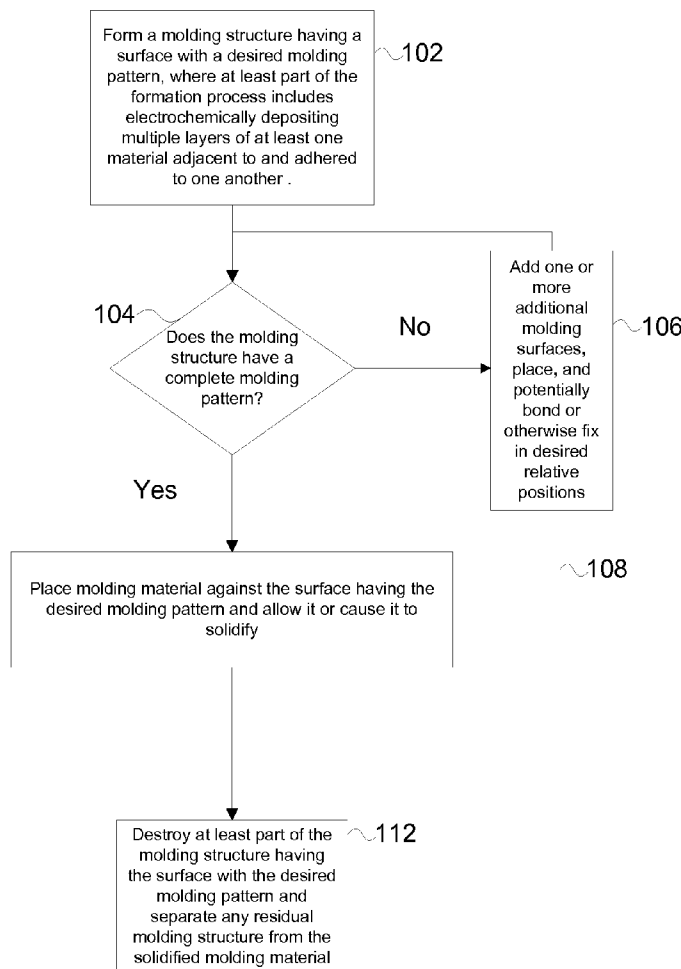 Form a molding structure having a
surface with a desired molding
pattern, where at least part of the
formation process includes
electrochemically depositing
multiple layers of at least one
material adjacent to and adhered
to one another .
102
104
Does the molding
structure have a
complete molding
pattern?
No
Add one or
more
additional
molding
surfaces,
place, and
potentially
bond or
otherwise fix
in desired
relative
positions
106
Yes
108
Place molding material against the surface having the
desired molding pattern and allow it or cause it to
solidify
Destroy at least part of the
molding structure having
the surface with the desired
molding pattern and
separate any residual
molding structure from the
solidified molding material
112